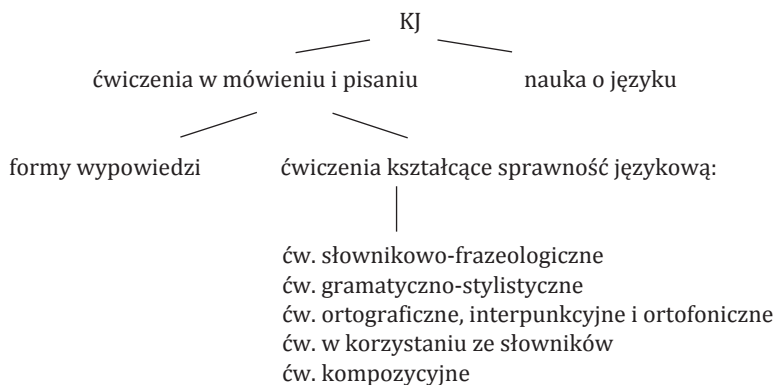 KJ
ćwiczenia w mówieniu i pisaniu nauka o języku
formy wypowiedzi ćwiczenia kształcące sprawność językową:
ćw. słownikowo-frazeologiczne
ćw. gramatyczno-stylistyczne
ćw. ortograficzne, interpunkcyjne i ortofoniczne
ćw. w korzystaniu ze słowników
ćw. kompozycyjne